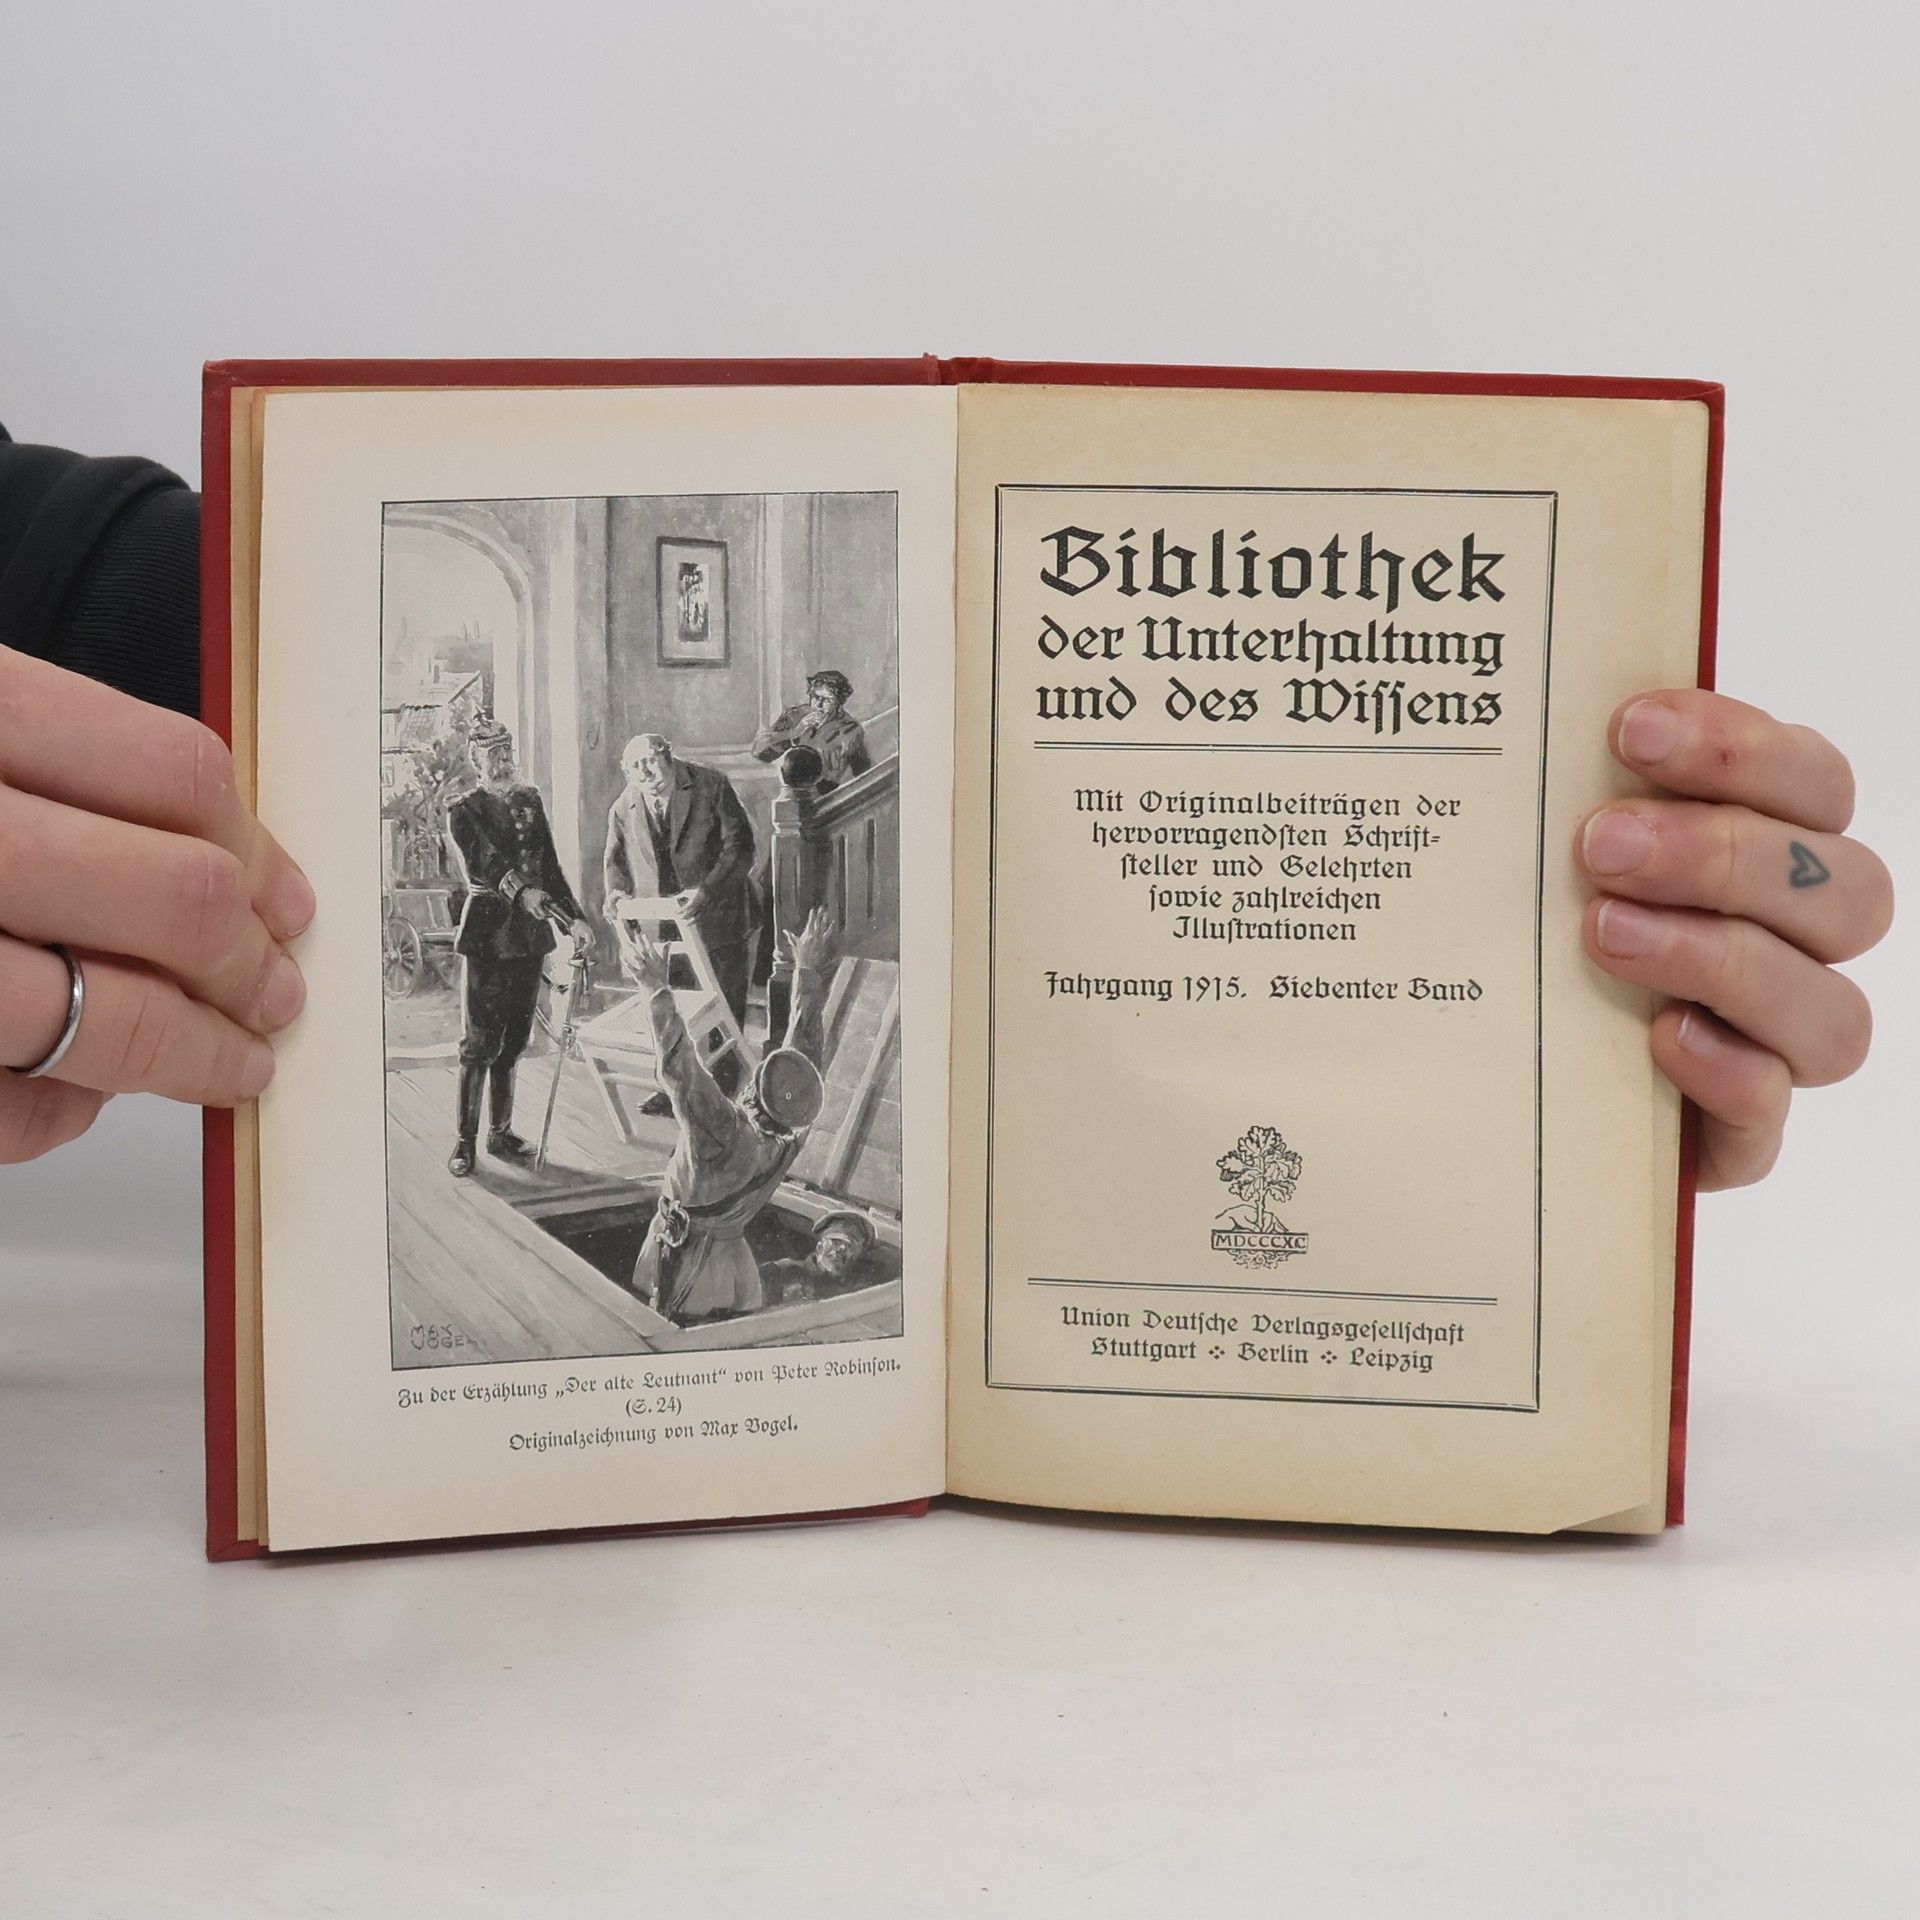 MAX
VOGEL
Zu der Erzählung „Der alte Leutnant“ von Peter Robinson.
(S. 24)
Originalzeichnung von Max Vogel.
Bibliothek
der Unterhaltung
und des Wissens
Mit Originalbeiträgen der
hervorragendsten Schrift=
steller und Gelehrten
sowie zahlreichen
Illustrationen
Jahrgang 1915. Siebenter Band
MDCCCXC
Union Deutsche Verlagsgesellschaft
Stuttgart ⁘ Berlin ⁘ Leipzig